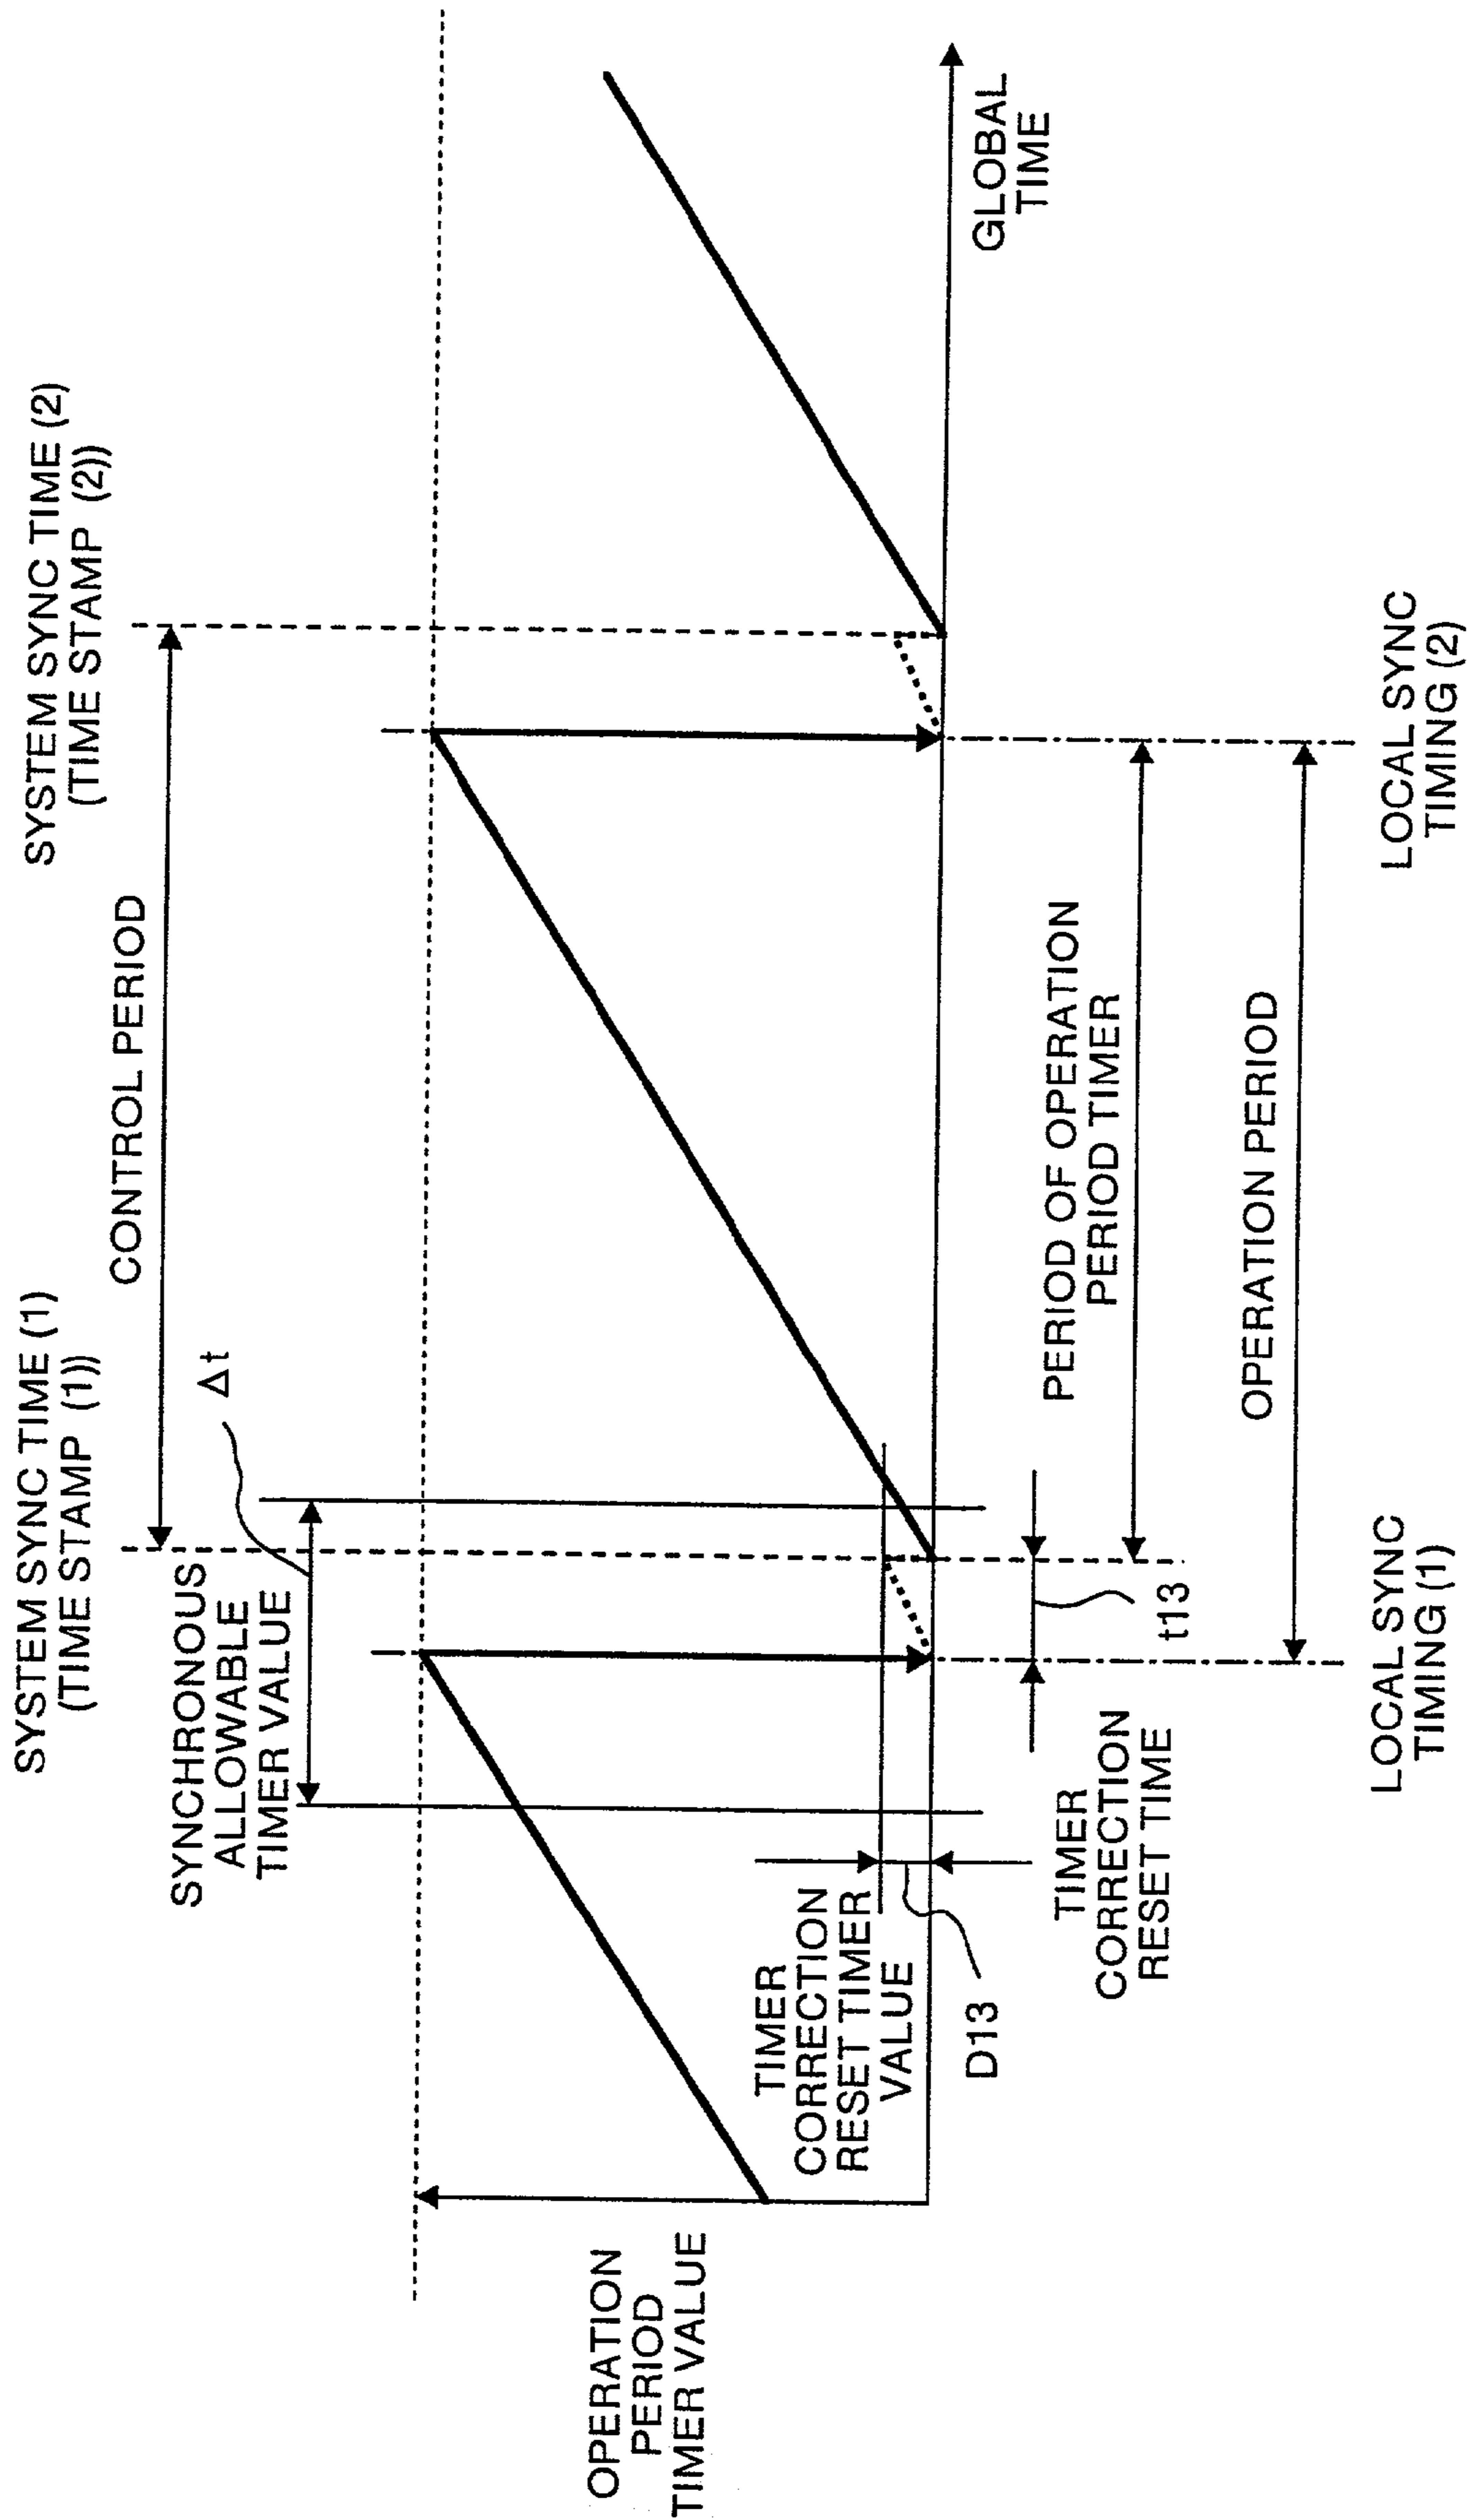 SYSTEM SYNC TIME (1)
(TIME STAMP (1))
SYSTEM SYNC TIME (2)
(TIME STAMP (2))
CONTROL PERIOD
Δt
SYNCHRONOUS
ALLOWABLE
TIMER VALUE
OPERATION
PERIOD
TIMER VALUE
TIMER
CORRECTION
RESET TIMER
VALUE
D13
GLOBAL
TIME
PERIOD OF OPERATION
PERIOD TIMER
TIMER
CORRECTION
RESET TIME
t13
OPERATION PERIOD
LOCAL SYNC
TIMING (1)
LOCAL SYNC
TIMING (2)